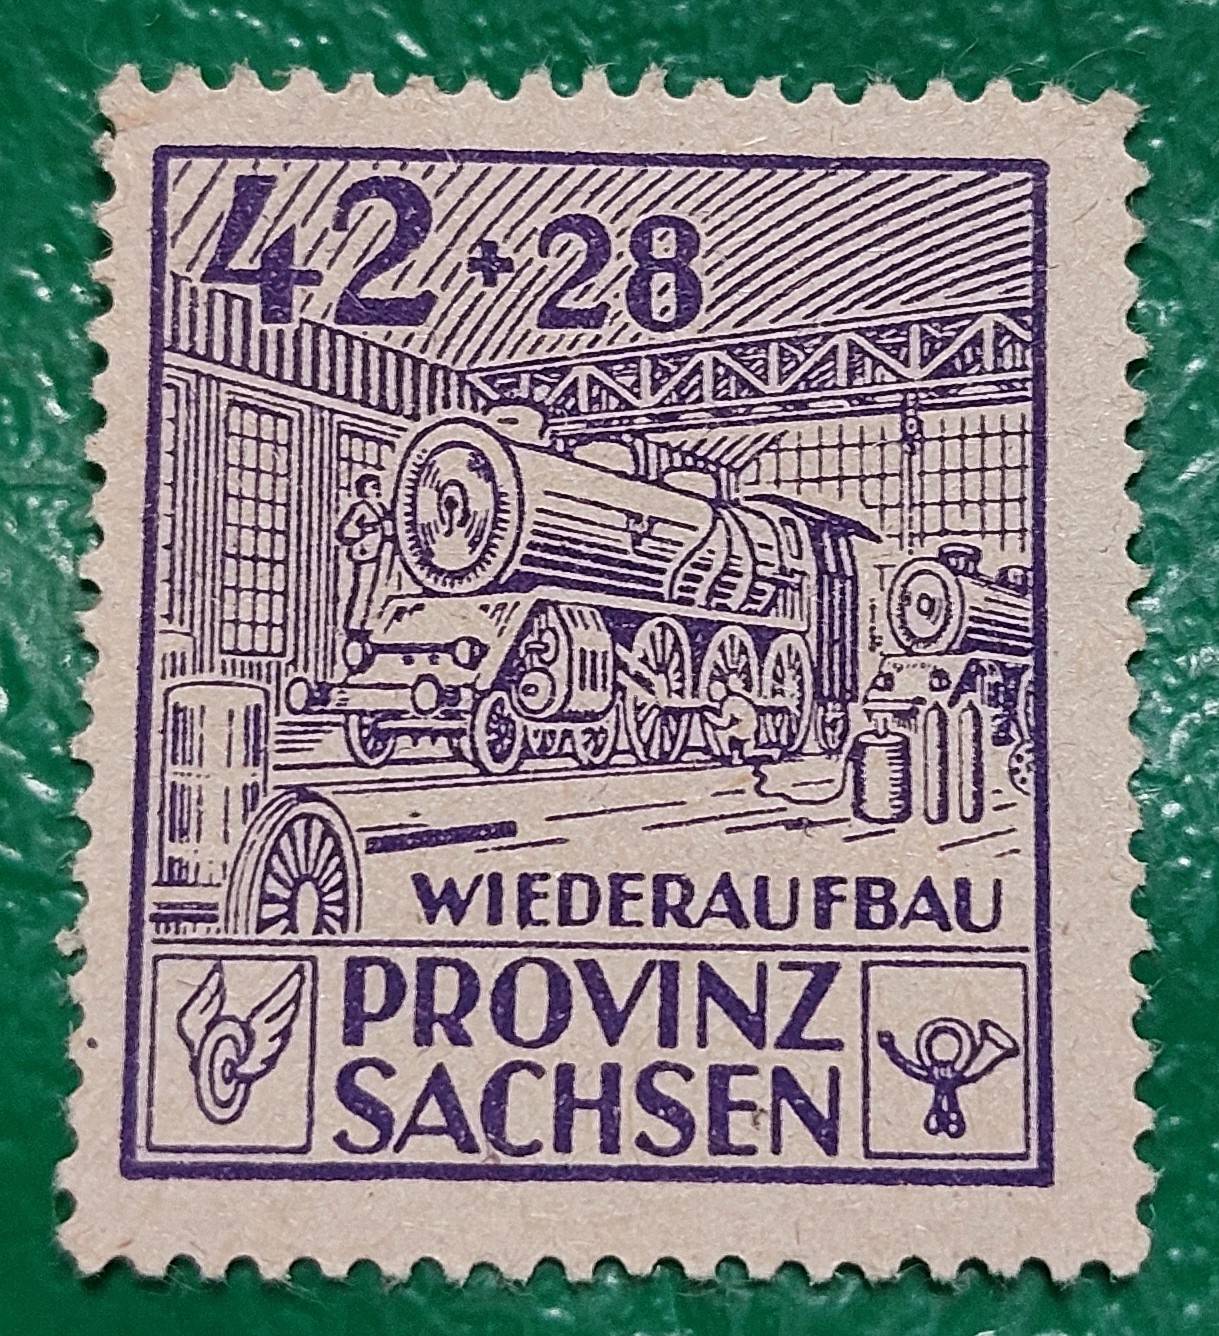 42+28
WIEDERAUFBAU
PROVINZ
SACHSEN